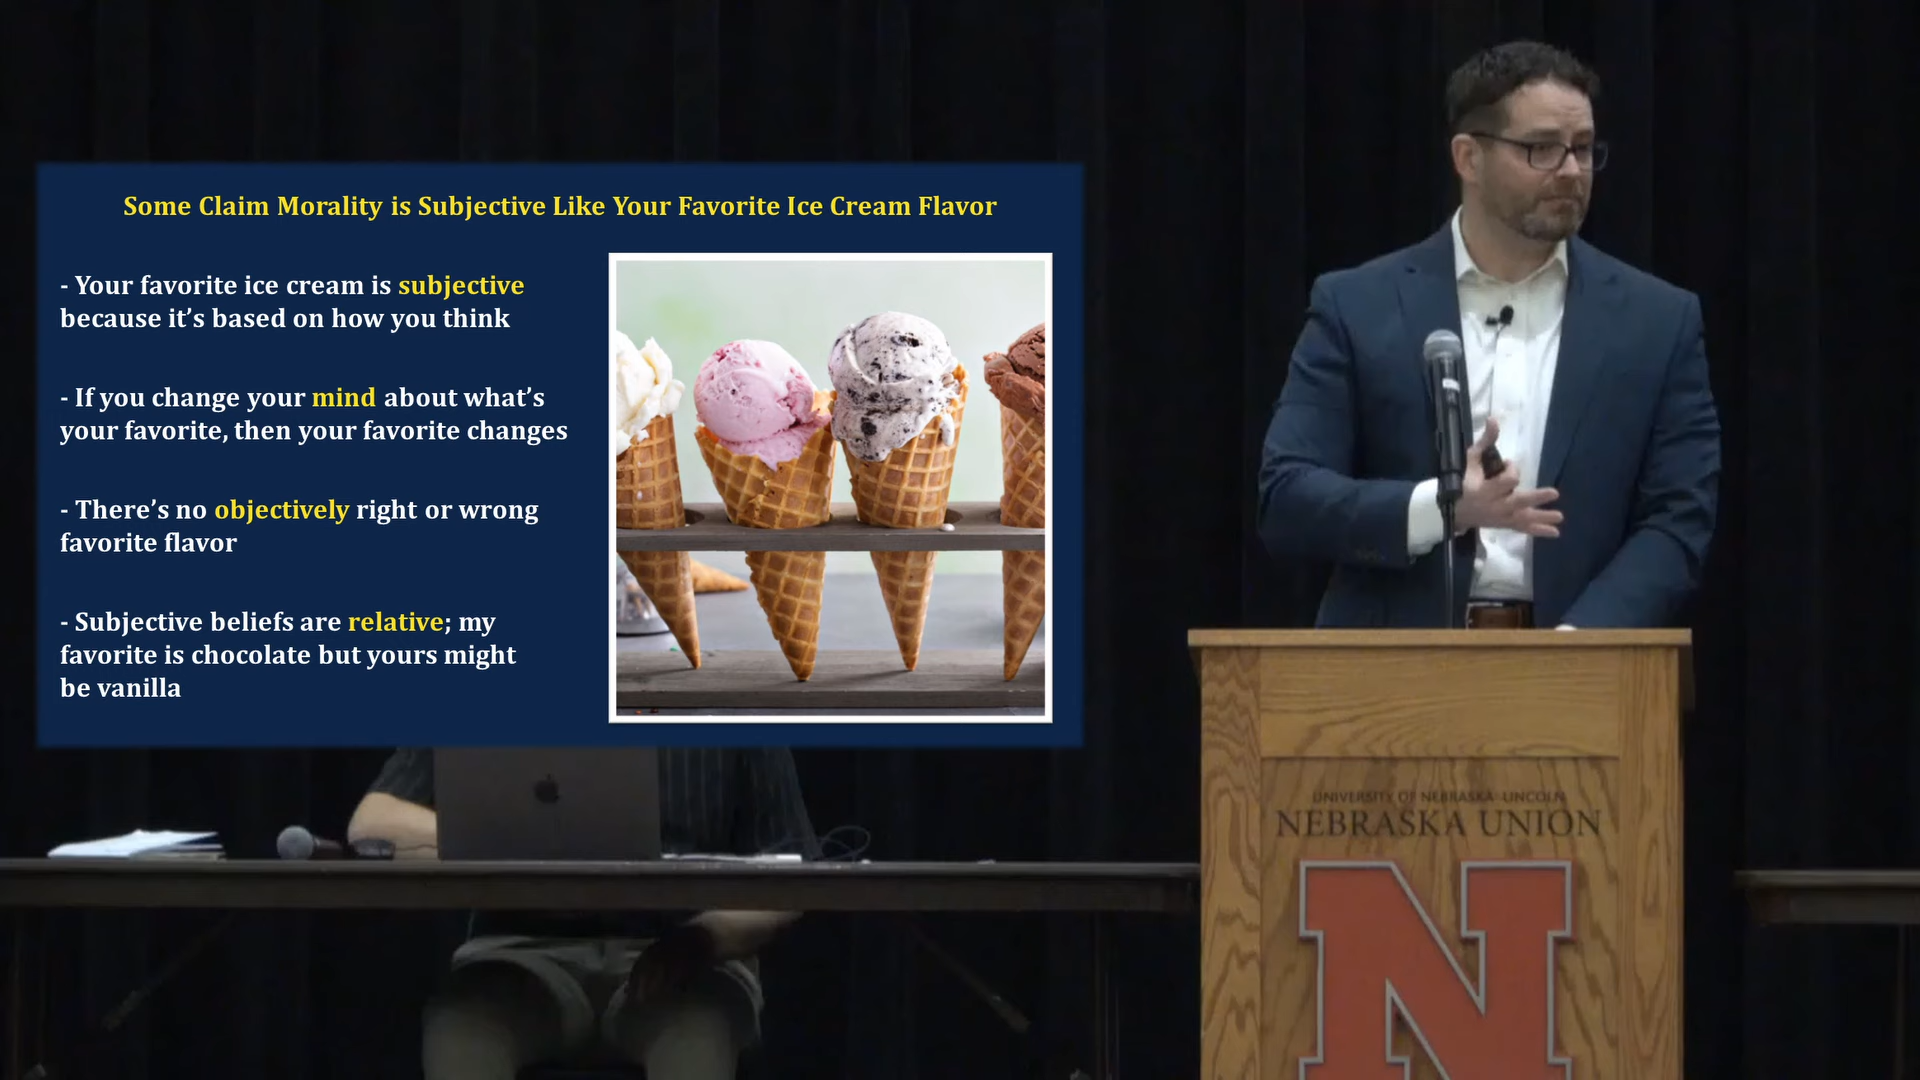 Some Claim Morality is Subjective Like Your Favorite Ice Cream Flavor
- Your favorite ice cream is subjective
because it’s based on how you think
- If you change your mind about what’s
your favorite, then your favorite changes
- There’s no objectively right or wrong
favorite flavor
- Subjective beliefs are relative; my
favorite is chocolate but yours might
be vanilla
UNIVERSITY OF NEBRASKA–LINCOLN
NEBRASKA UNION
N